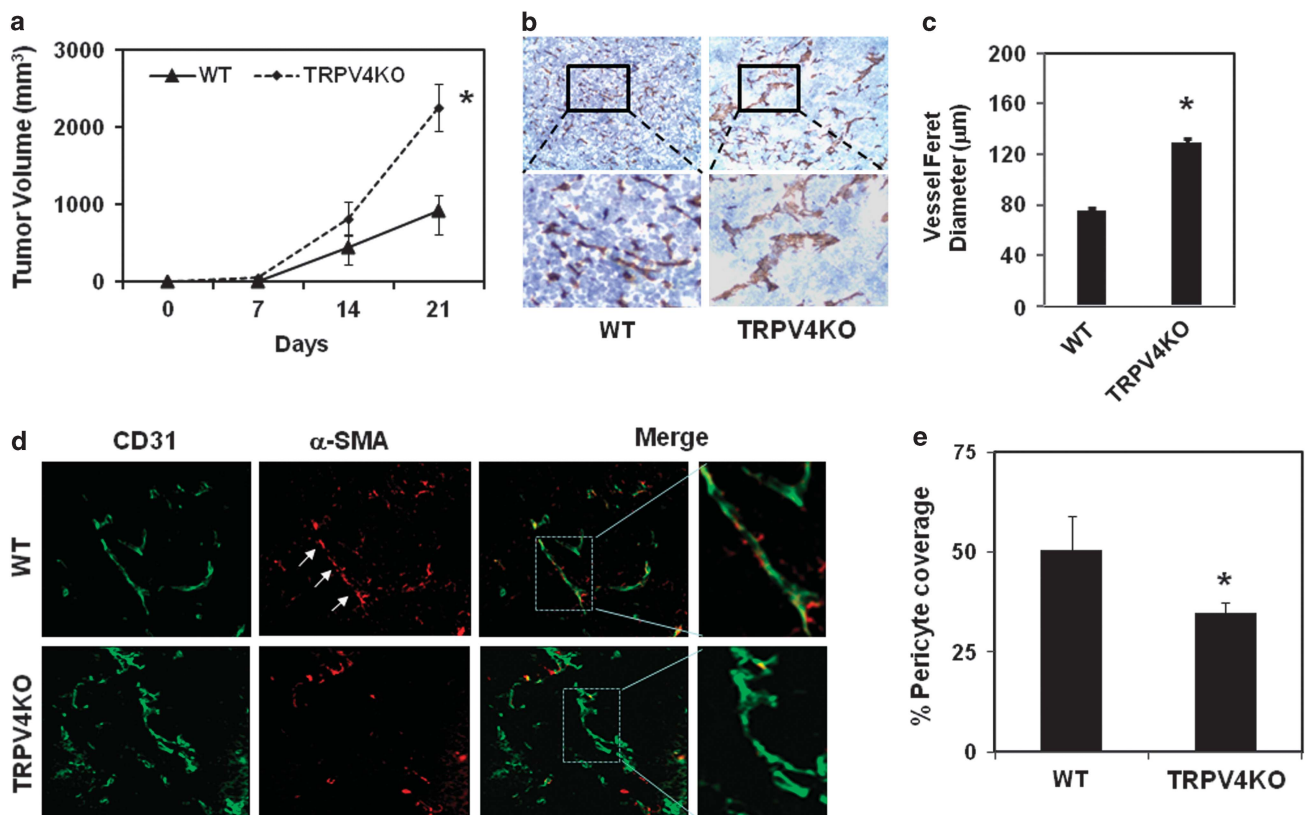 a
Tumor Volume (mm³)
3000
2000
1000
0
WT
TRPV4KO
*
0 7 14 21
Days
b
WT TRPV4KO
c
Vessel Feret
Diameter (μm)
200
160
120
80
40
0
*
WT
TRPV4KO
d
CD31 α-SMA Merge
WT
TRPV4KO
e
% Pericyte coverage
75
50
25
0
*
WT TRPV4KO